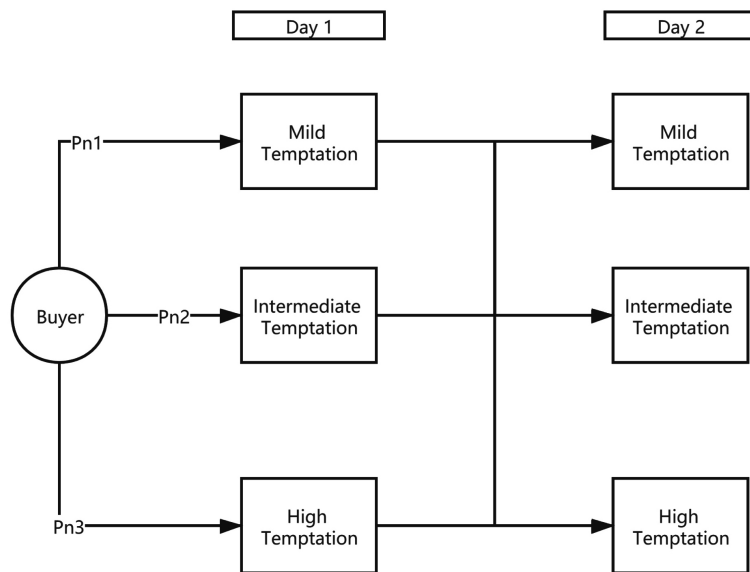 Day 1
Day 2
Pn1
Mild
Temptation
Mild
Temptation
Buyer
Pn2
Intermediate
Temptation
Intermediate
Temptation
Pn3
High
Temptation
High
Temptation